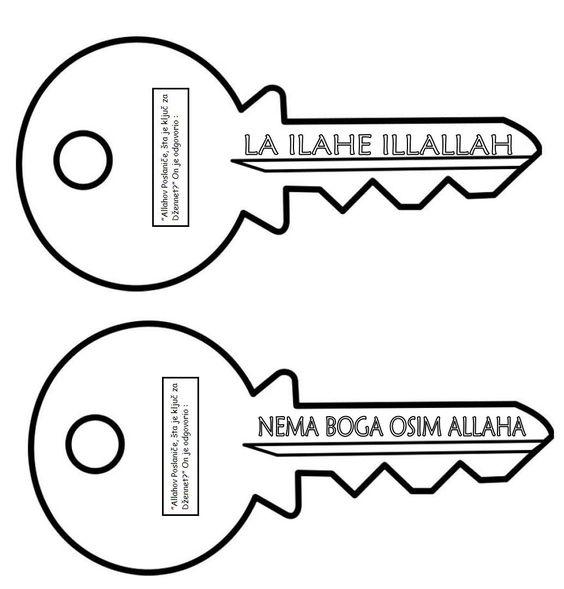 "Allahov Poslaniče, šta je ključ za
Džennet?" On je odgovorio :
LA ILAHE ILLALLAH
"Allahov Poslaniče, šta je ključ za
Džennet?" On je odgovorio :
NEMA BOGA OSIM ALLAHA